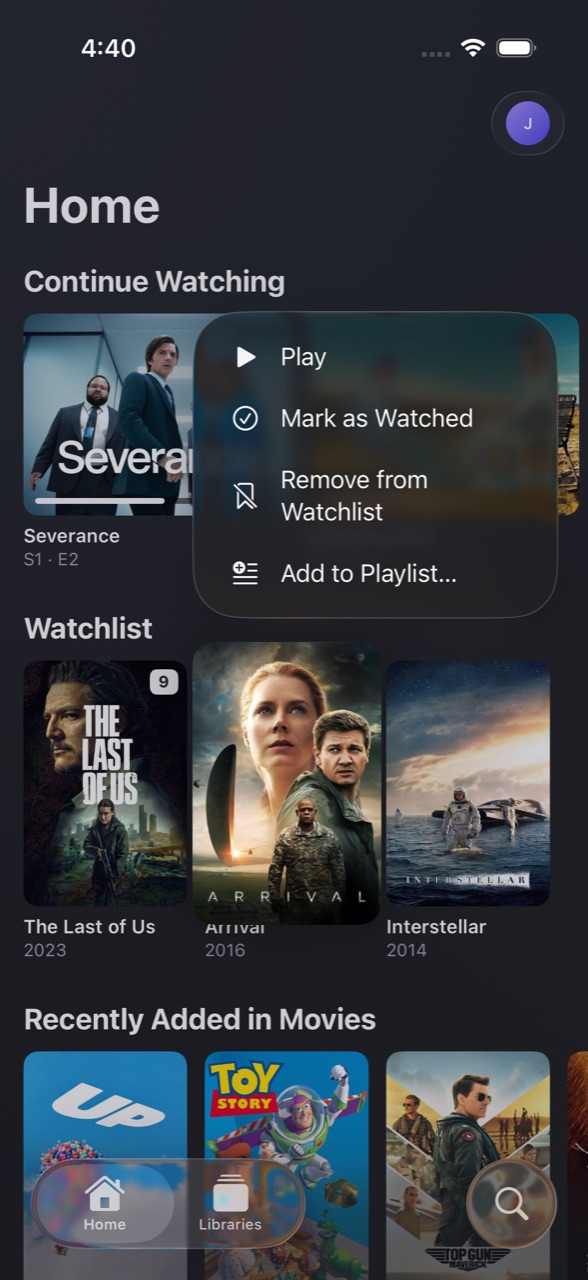 4:40
J
Home
Continue Watching
Play
Mark as Watched
Remove from
Watchlist
Add to Playlist...
Severance
S1 · E2
Watchlist
9
THE
LAST
OF US
ARRIVAL
INTERSTELLAR
The Last of Us
Arrival
Interstellar
2023
2016
2014
Recently Added in Movies
UP
TOY
STORY
TOP GUN
MAVERICK
Home
Libraries